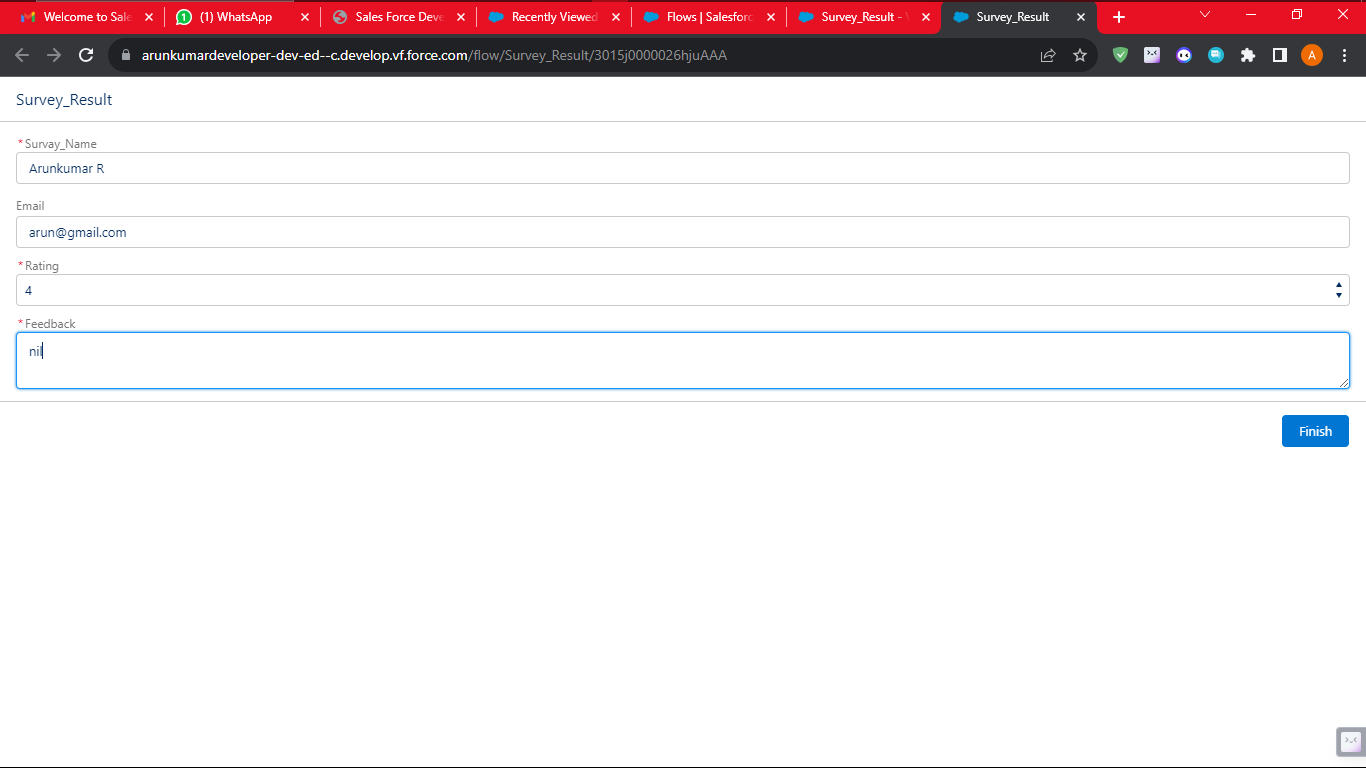 Welcome to Sale
(1) WhatsApp
Sales Force Deve
Recently Viewed
Flows | Salesforc
Survey_Result -
Survey_Result
arunkumardeveloper-dev-ed--c.develop.vf.force.com/flow/Survey_Result/3015j0000026hjuAAA
A
Survey_Result
*Survay_Name
Arunkumar R
Email
arun@gmail.com
*Rating
4
*Feedback
nil
Finish